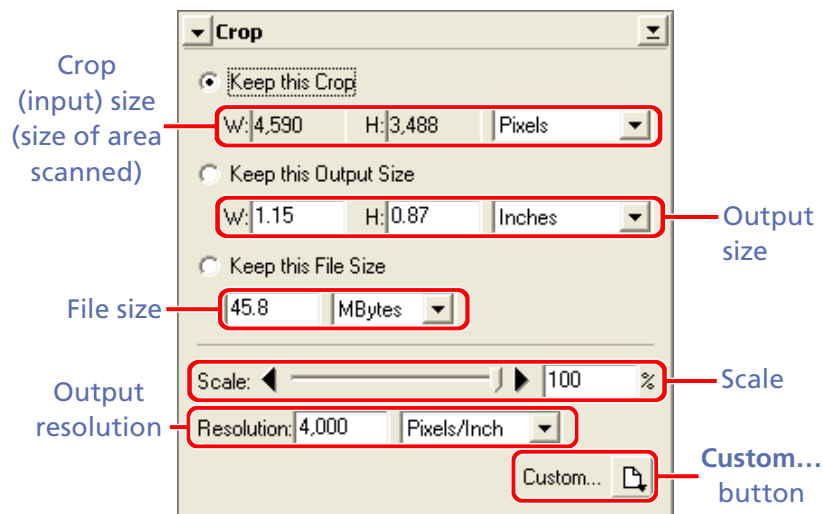 Crop
Crop
(input) size
(size of area
scanned)
Keep this Crop
W: 4,590 H: 3,488 Pixels
Keep this Output Size
W: 1.15 H: 0.87 Inches
Output
size
Keep this File Size
File size
45.8 MBytes
Scale: 100 %
Scale
Output
resolution
Resolution: 4,000 Pixels/Inch
Custom...
Custom…
button